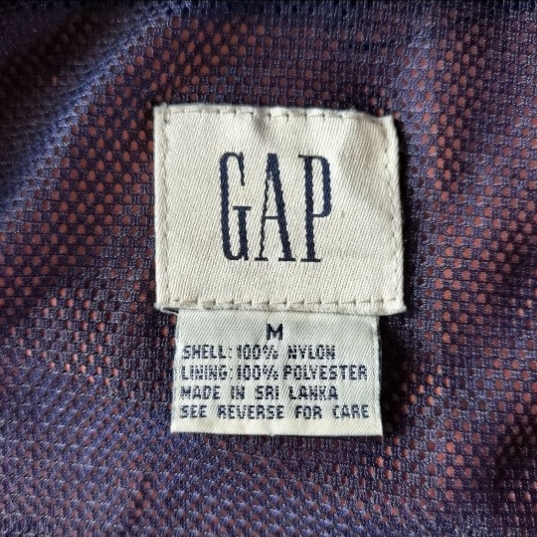 GAP
M
SHELL: 100% NYLON
LINING: 100% POLYESTER
MADE IN SRI LANKA
SEE REVERSE FOR CARE